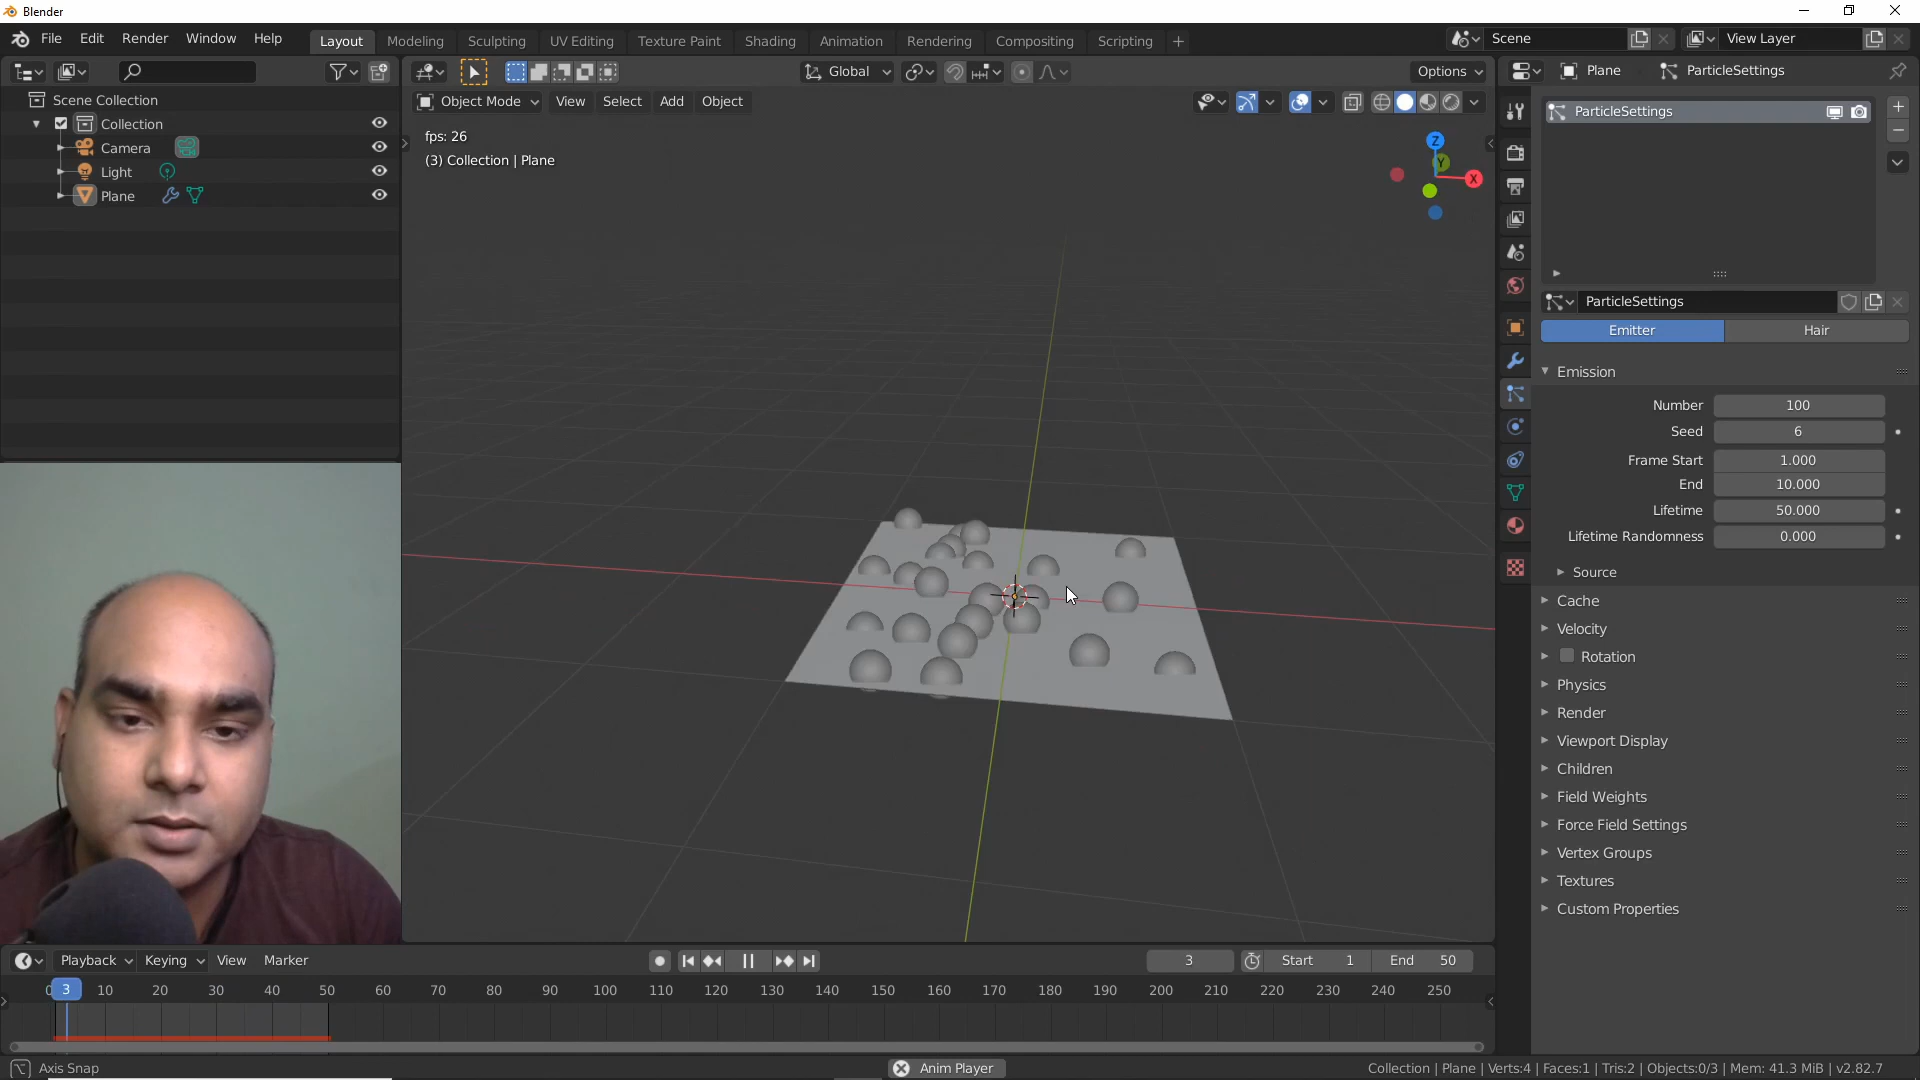 Blender
File Edit Render Window Help
Layout Modeling Sculpting UV Editing Texture Paint Shading Animation Rendering Compositing Scripting +
Scene
View Layer
Global
Options
Plane
ParticleSettings
Scene Collection
Collection
Camera
Light
Plane
Object Mode View Select Add Object
fps: 26
(3) Collection | Plane
Z
Y
X
ParticleSettings
ParticleSettings
Emitter Hair
Emission
Number 100
Seed 6
Frame Start 1.000
End 10.000
Lifetime 50.000
Lifetime Randomness 0.000
Source
Cache
Velocity
Rotation
Physics
Render
Viewport Display
Children
Field Weights
Force Field Settings
Vertex Groups
Textures
Custom Properties
Playback Keying View Marker
3
Start 1
End 50
0 3 10 20 30 40 50 60 70 80 90 100 110 120 130 140 150 160 170 180 190 200 210 220 230 240 250
Axis Snap
Anim Player
Collection | Plane | Verts:4 | Faces:1 | Tris:2 | Objects:0/3 | Mem: 41.3 MiB | v2.82.7